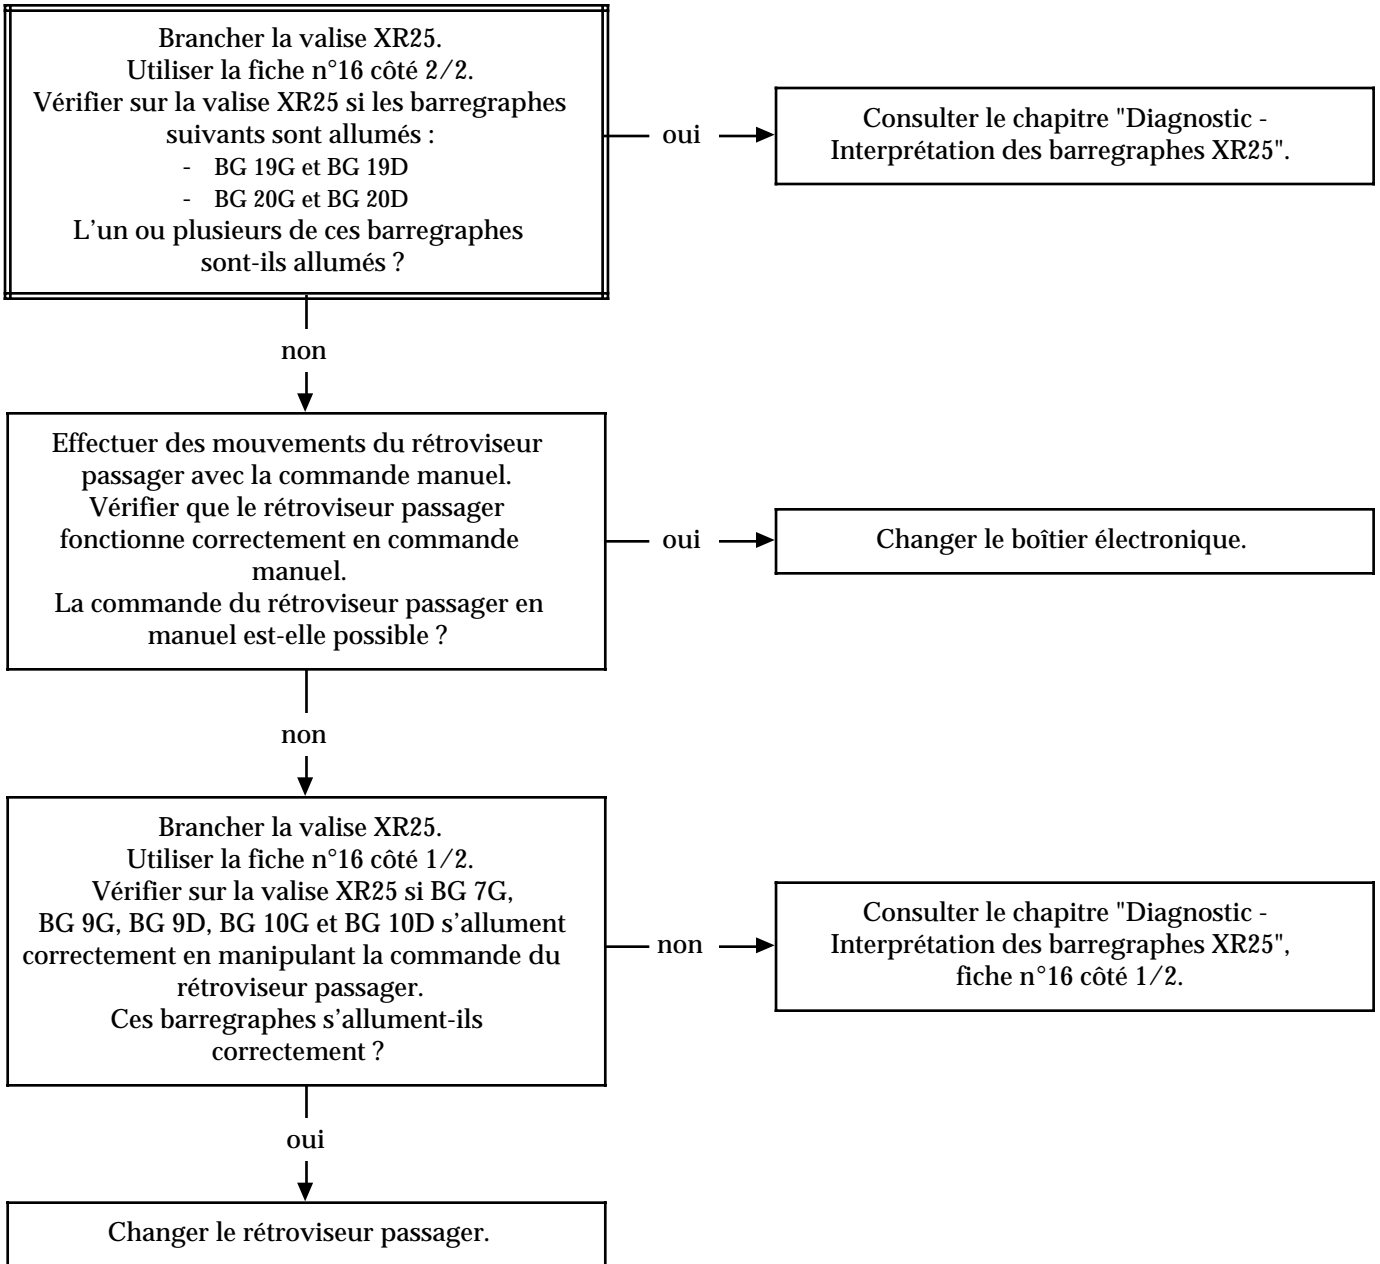 Brancher la valise XR25.
Utiliser la fiche n°16 côté 2/2.
Vérifier sur la valise XR25 si les barregraphes
suivants sont allumés :
- BG 19G et BG 19D
- BG 20G et BG 20D
L'un ou plusieurs de ces barregraphes
sont-ils allumés ?
oui
Consulter le chapitre "Diagnostic -
Interprétation des barregraphes XR25".
non
Effectuer des mouvements du rétroviseur
passager avec la commande manuel.
Vérifier que le rétroviseur passager
fonctionne correctement en commande
manuel.
La commande du rétroviseur passager en
manuel est-elle possible ?
oui
Changer le boîtier électronique.
non
Brancher la valise XR25.
Utiliser la fiche n°16 côté 1/2.
Vérifier sur la valise XR25 si BG 7G,
BG 9G, BG 9D, BG 10G et BG 10D s'allument
correctement en manipulant la commande du
rétroviseur passager.
Ces barregraphes s'allument-ils
correctement ?
non
Consulter le chapitre "Diagnostic -
Interprétation des barregraphes XR25",
fiche n°16 côté 1/2.
oui
Changer le rétroviseur passager.